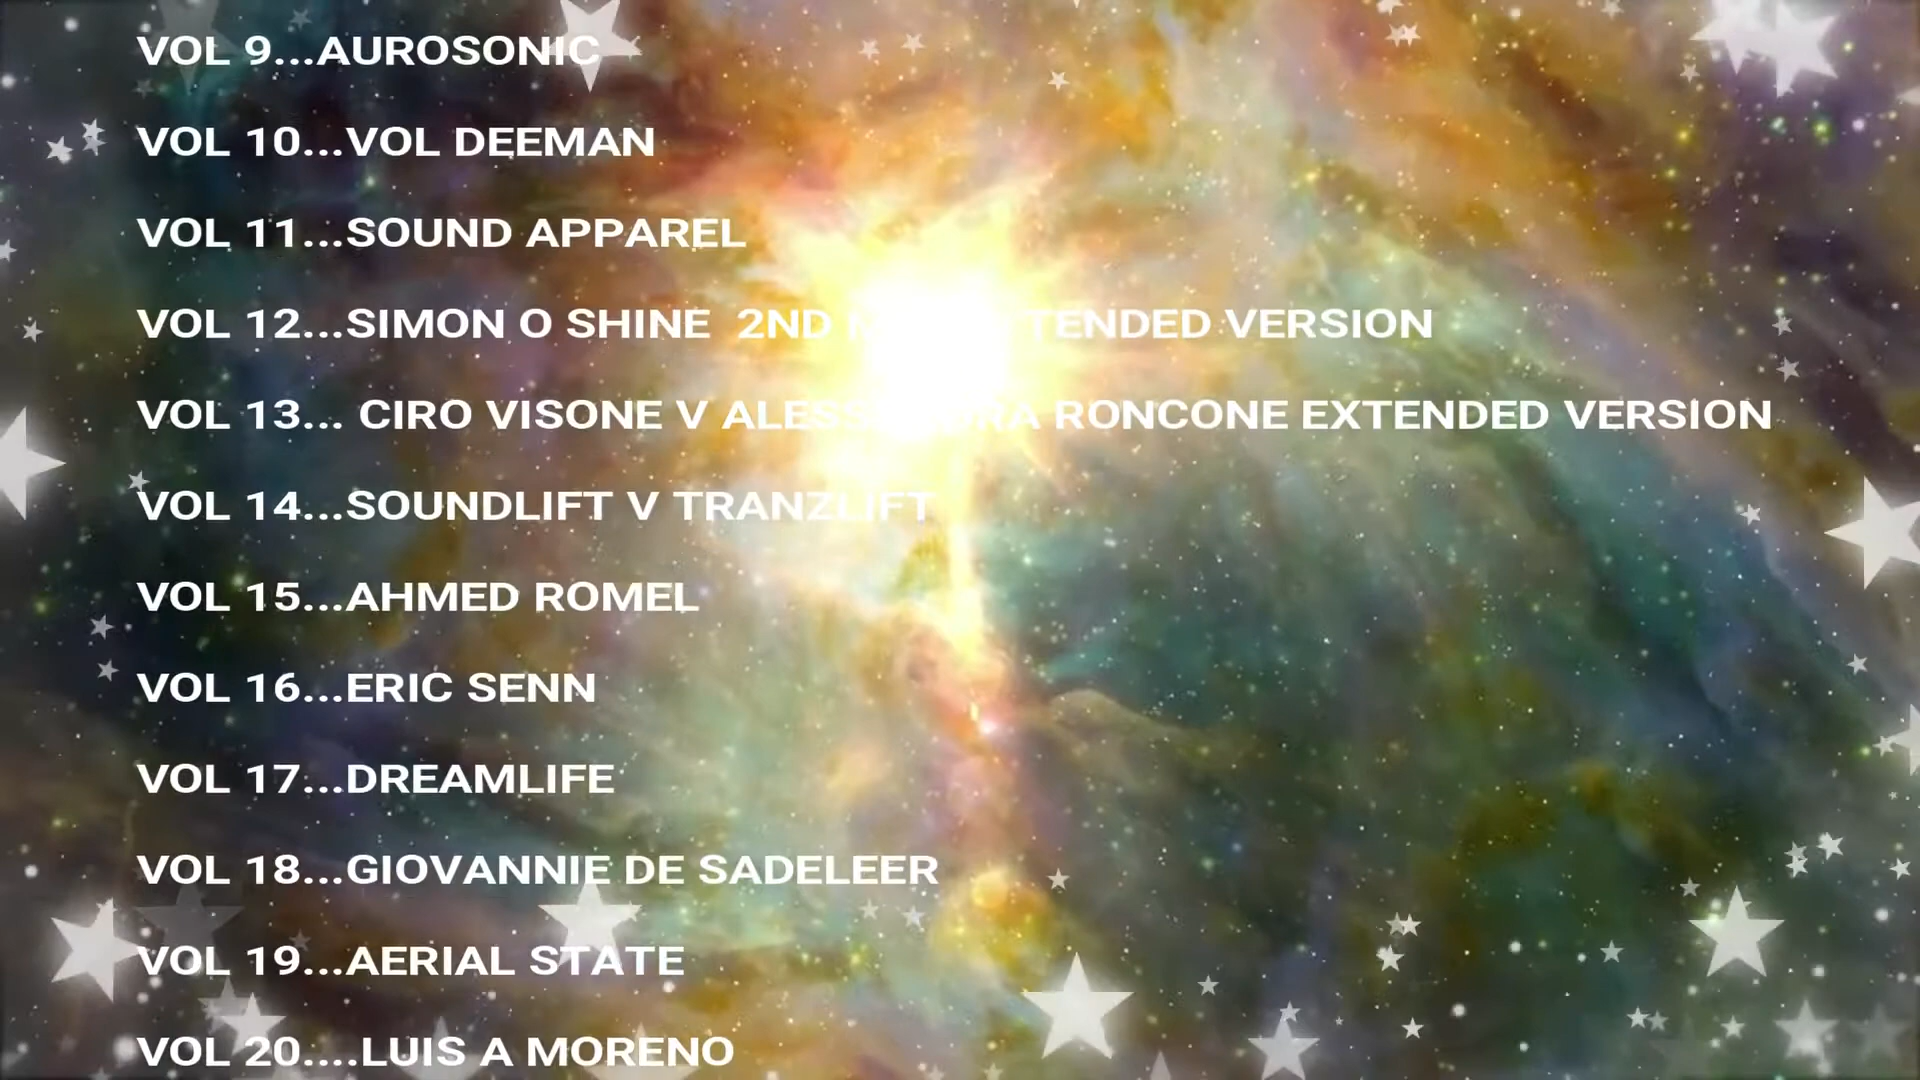 VOL 9...AUROSONIC
VOL 10...VOL DEEMAN
VOL 11...SOUND APPAREL
VOL 12...SIMON O SHINE 2ND VERSION
VOL 13... CIRO VISONE V RONCONE EXTENDED VERSION
VOL 14...SOUNDLIFT V TRANZLIFT
VOL 15...AHMED ROMEL
VOL 16...ERIC SENN
VOL 17...DREAMLIFE
VOL 18...GIOVANNIE DE SADELEER
VOL 19...AERIAL STATE
VOL 20....LUIS A MORENO